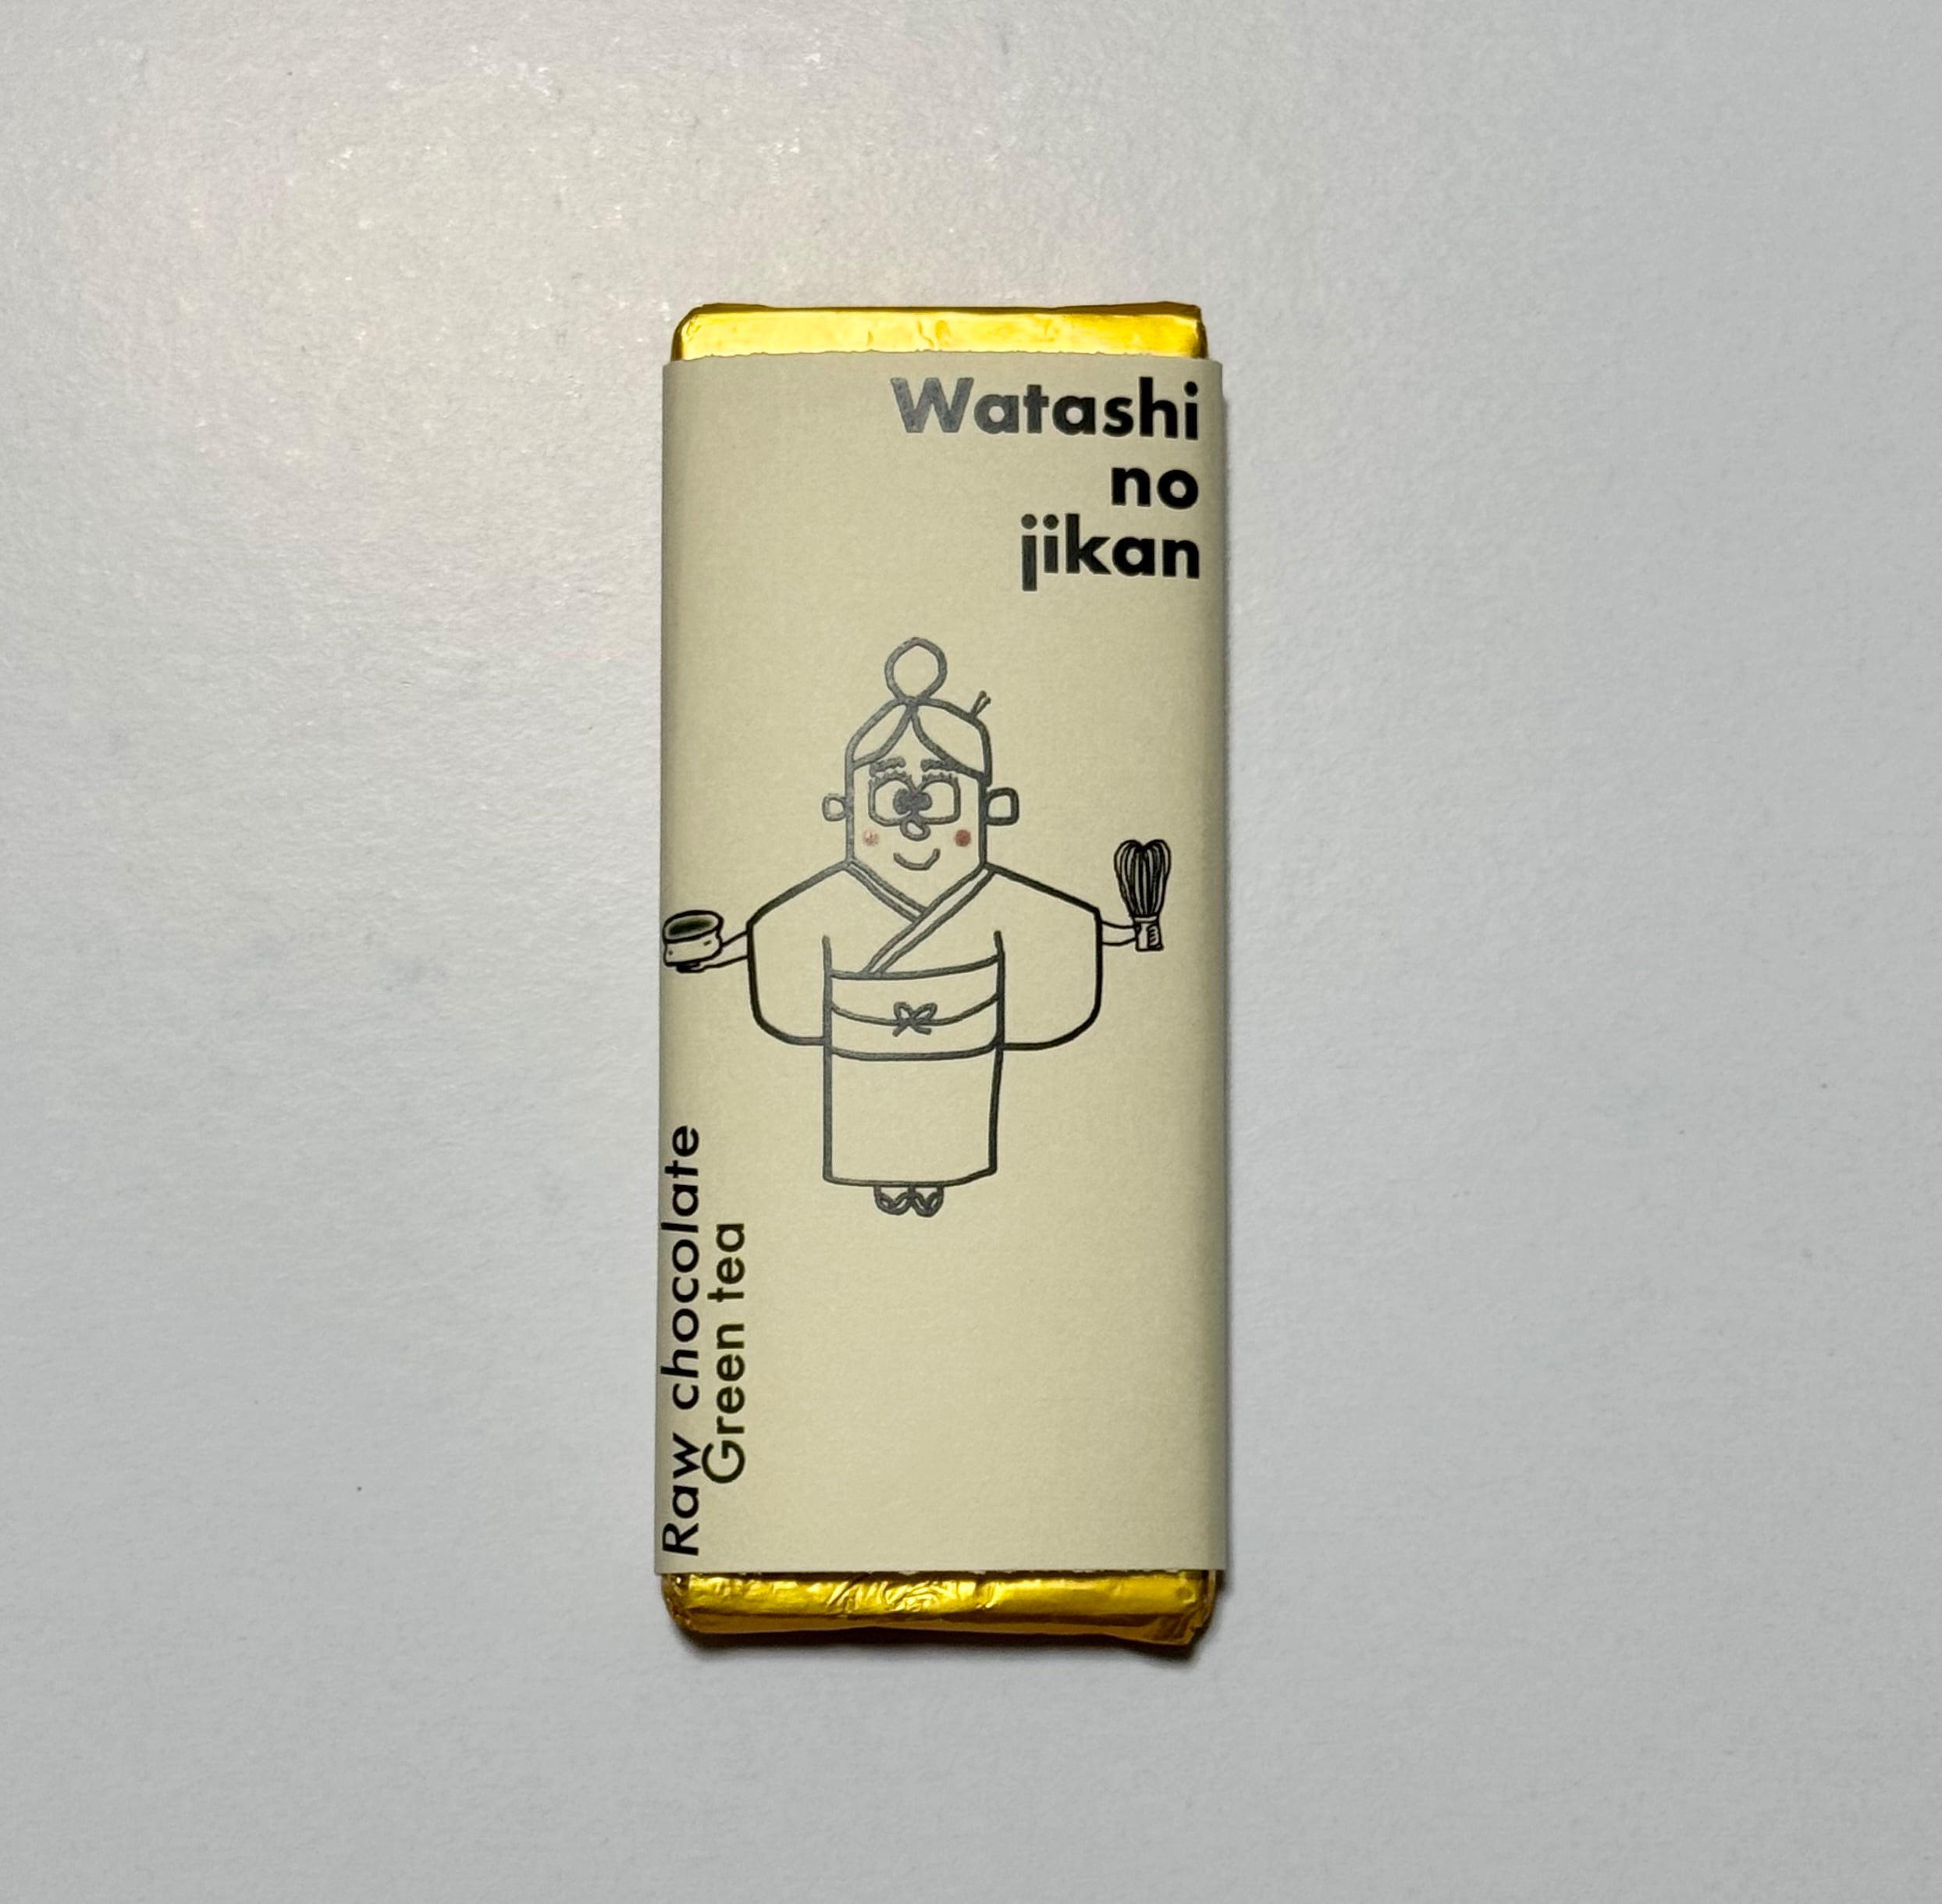 Watashi
no
jikan
Raw chocolate
Green tea